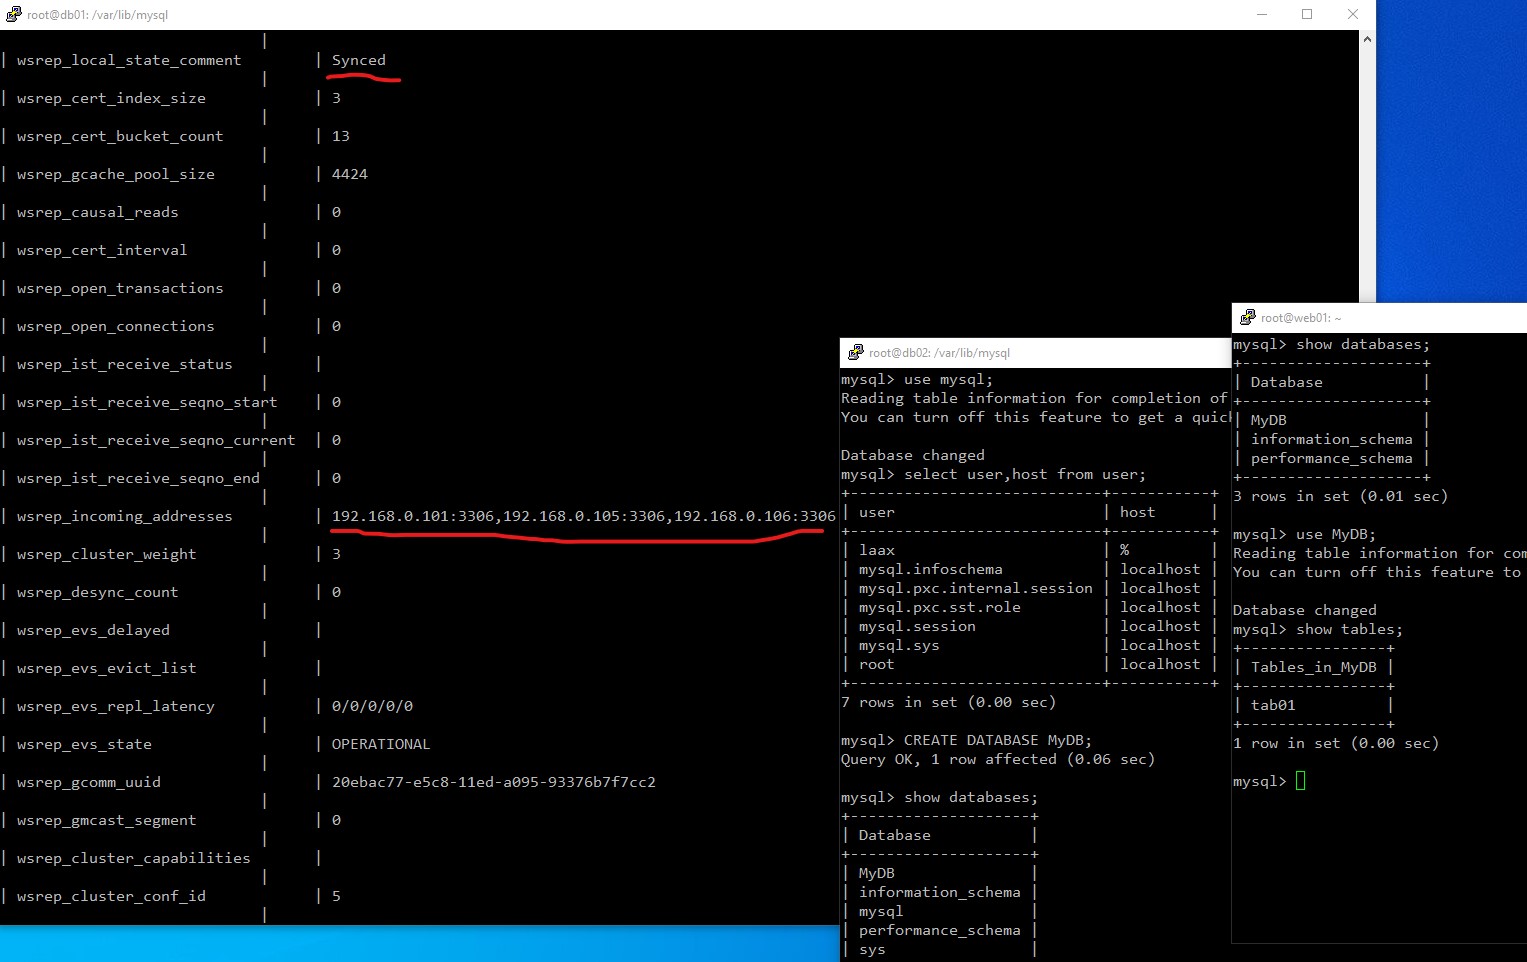 root@db01: /var/lib/mysql
|
| wsrep_local_state_comment | Synced
|
| wsrep_cert_index_size | 3
|
| wsrep_cert_bucket_count | 13
|
| wsrep_gcache_pool_size | 4424
|
| wsrep_causal_reads | 0
|
| wsrep_cert_interval | 0
|
| wsrep_open_transactions | 0
|
| wsrep_open_connections | 0
|
| wsrep_ist_receive_status |
|
| wsrep_ist_receive_seqno_start | 0
|
| wsrep_ist_receive_seqno_current | 0
|
| wsrep_ist_receive_seqno_end | 0
|
| wsrep_incoming_addresses | 192.168.0.101:3306,192.168.0.105:3306,192.168.0.106:3306
|
| wsrep_cluster_weight | 3
|
| wsrep_desync_count | 0
|
| wsrep_evs_delayed |
|
| wsrep_evs_evict_list |
|
| wsrep_evs_repl_latency | 0/0/0/0/0
|
| wsrep_evs_state | OPERATIONAL
|
| wsrep_gcomm_uuid | 20ebac77-e5c8-11ed-a095-93376b7f7cc2
|
| wsrep_gmcast_segment | 0
|
| wsrep_cluster_capabilities |
|
| wsrep_cluster_conf_id | 5
|
root@db02: /var/lib/mysql
mysql> use mysql;
Reading table information for completion of
You can turn off this feature to get a quick
Database changed
mysql> select user,host from user;
+----------------------------+-----------+
| user | host |
+----------------------------+-----------+
| laax | % |
| mysql.infoschema | localhost |
| mysql.pxc.internal.session | localhost |
| mysql.pxc.sst.role | localhost |
| mysql.session | localhost |
| mysql.sys | localhost |
| root | localhost |
+----------------------------+-----------+
7 rows in set (0.00 sec)
mysql> CREATE DATABASE MyDB;
Query OK, 1 row affected (0.06 sec)
mysql> show databases;
+--------------------+
| Database |
+--------------------+
| MyDB |
| information_schema |
| mysql |
| performance_schema |
| sys |
root@web01: ~
mysql> show databases;
+--------------------+
| Database |
+--------------------+
| MyDB |
| information_schema |
| performance_schema |
+--------------------+
3 rows in set (0.01 sec)
mysql> use MyDB;
Reading table information for com
You can turn off this feature to
Database changed
mysql> show tables;
+----------------+
| Tables_in_MyDB |
+----------------+
| tab01 |
+----------------+
1 row in set (0.00 sec)
mysql>